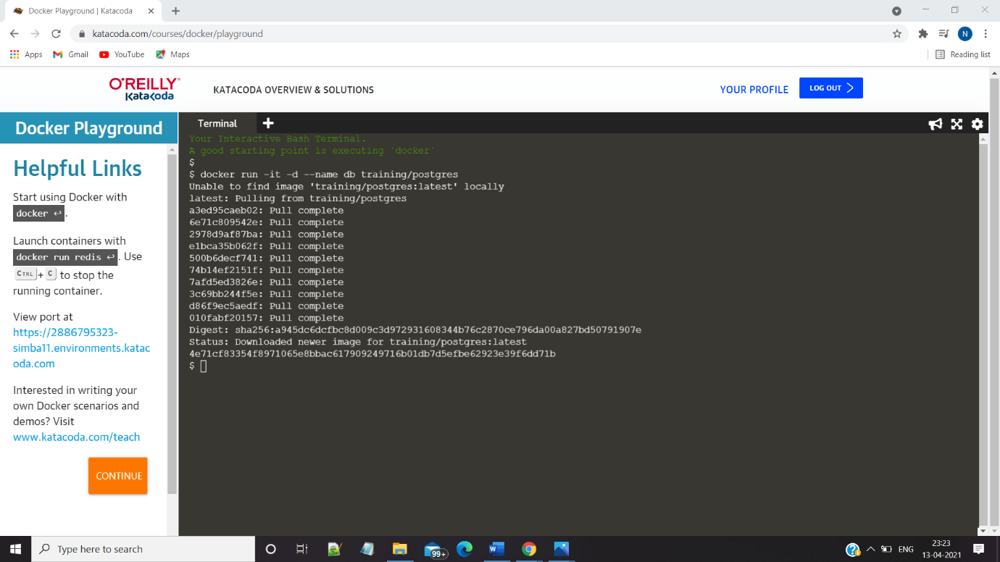 Docker Playground | Katacoda
katacoda.com/courses/docker/playground
N
Apps
Gmail
YouTube
Maps
Reading list
O'REILLY®
Katacoda
KATACODA OVERVIEW & SOLUTIONS
YOUR PROFILE
LOG OUT
Docker Playground
Helpful Links
Start using Docker with
docker ↩.
Launch containers with
docker run redis ↩. Use
CTRL+ C to stop the
running container.
View port at
https://2886795323-
simba11.environments.katac
oda.com
Interested in writing your
own Docker scenarios and
demos? Visit
www.katacoda.com/teach
CONTINUE
Terminal
Your Interactive Bash Terminal.
A good starting point is executing `docker`
$
$ docker run -it -d --name db training/postgres
Unable to find image 'training/postgres:latest' locally
latest: Pulling from training/postgres
a3ed95caeb02: Pull complete
6e71c809542e: Pull complete
2978d9af87ba: Pull complete
e1bca35b062f: Pull complete
500b6decf741: Pull complete
74b14ef2151f: Pull complete
7afd5ed3826e: Pull complete
3c69bb244f5e: Pull complete
d86f9ec5aedf: Pull complete
010fabf20157: Pull complete
Digest: sha256:a945dc6dcfbc8d009c3d972931608344b76c2870ce796da00a827bd50791907e
Status: Downloaded newer image for training/postgres:latest
4e71cf83354f8971065e8bbac617909249716b01db7d5efbe62923e39f6dd71b
$
Type here to search
99+
ENG
23:23
13-04-2021